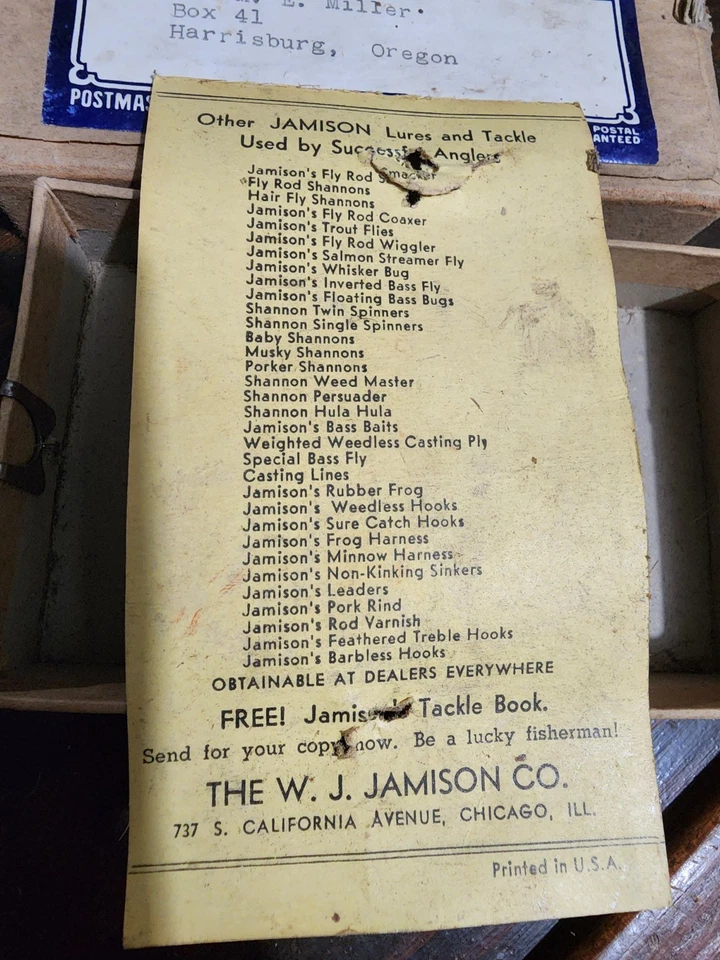 E. Miller.
Box 41
Harrisburg, Oregon
POSTMAS
POSTAL
ANTEED
Other JAMISON Lures and Tackle
Used by Successful Anglers
Jamison's Fly Rod Smacker
Fly Rod Shannons
Hair Fly Shannons
Jamison's Fly Rod Coaxer
Jamison's Trout Flies
Jamison's Fly Rod Wiggler
Jamison's Salmon Streamer Fly
Jamison's Whisker Bug
Jamison's Inverted Bass Fly
Jamison's Floating Bass Bugs
Shannon Twin Spinners
Shannon Single Spinners
Baby Shannons
Musky Shannons
Porker Shannons
Shannon Weed Master
Shannon Persuader
Shannon Hula Hula
Jamison's Bass Baits
Weighted Weedless Casting Fly
Special Bass Fly
Casting Lines
Jamison's Rubber Frog
Jamison's Weedless Hooks
Jamison's Sure Catch Hooks
Jamison's Frog Harness
Jamison's Minnow Harness
Jamison's Non-Kinking Sinkers
Jamison's Leaders
Jamison's Pork Rind
Jamison's Rod Varnish
Jamison's Feathered Treble Hooks
Jamison's Barbless Hooks
OBTAINABLE AT DEALERS EVERYWHERE
FREE! Jamison's Tackle Book.
Send for your copy now. Be a lucky fisherman!
THE W. J. JAMISON CO.
737 S. CALIFORNIA AVENUE, CHICAGO, ILL.
Printed in U.S.A.